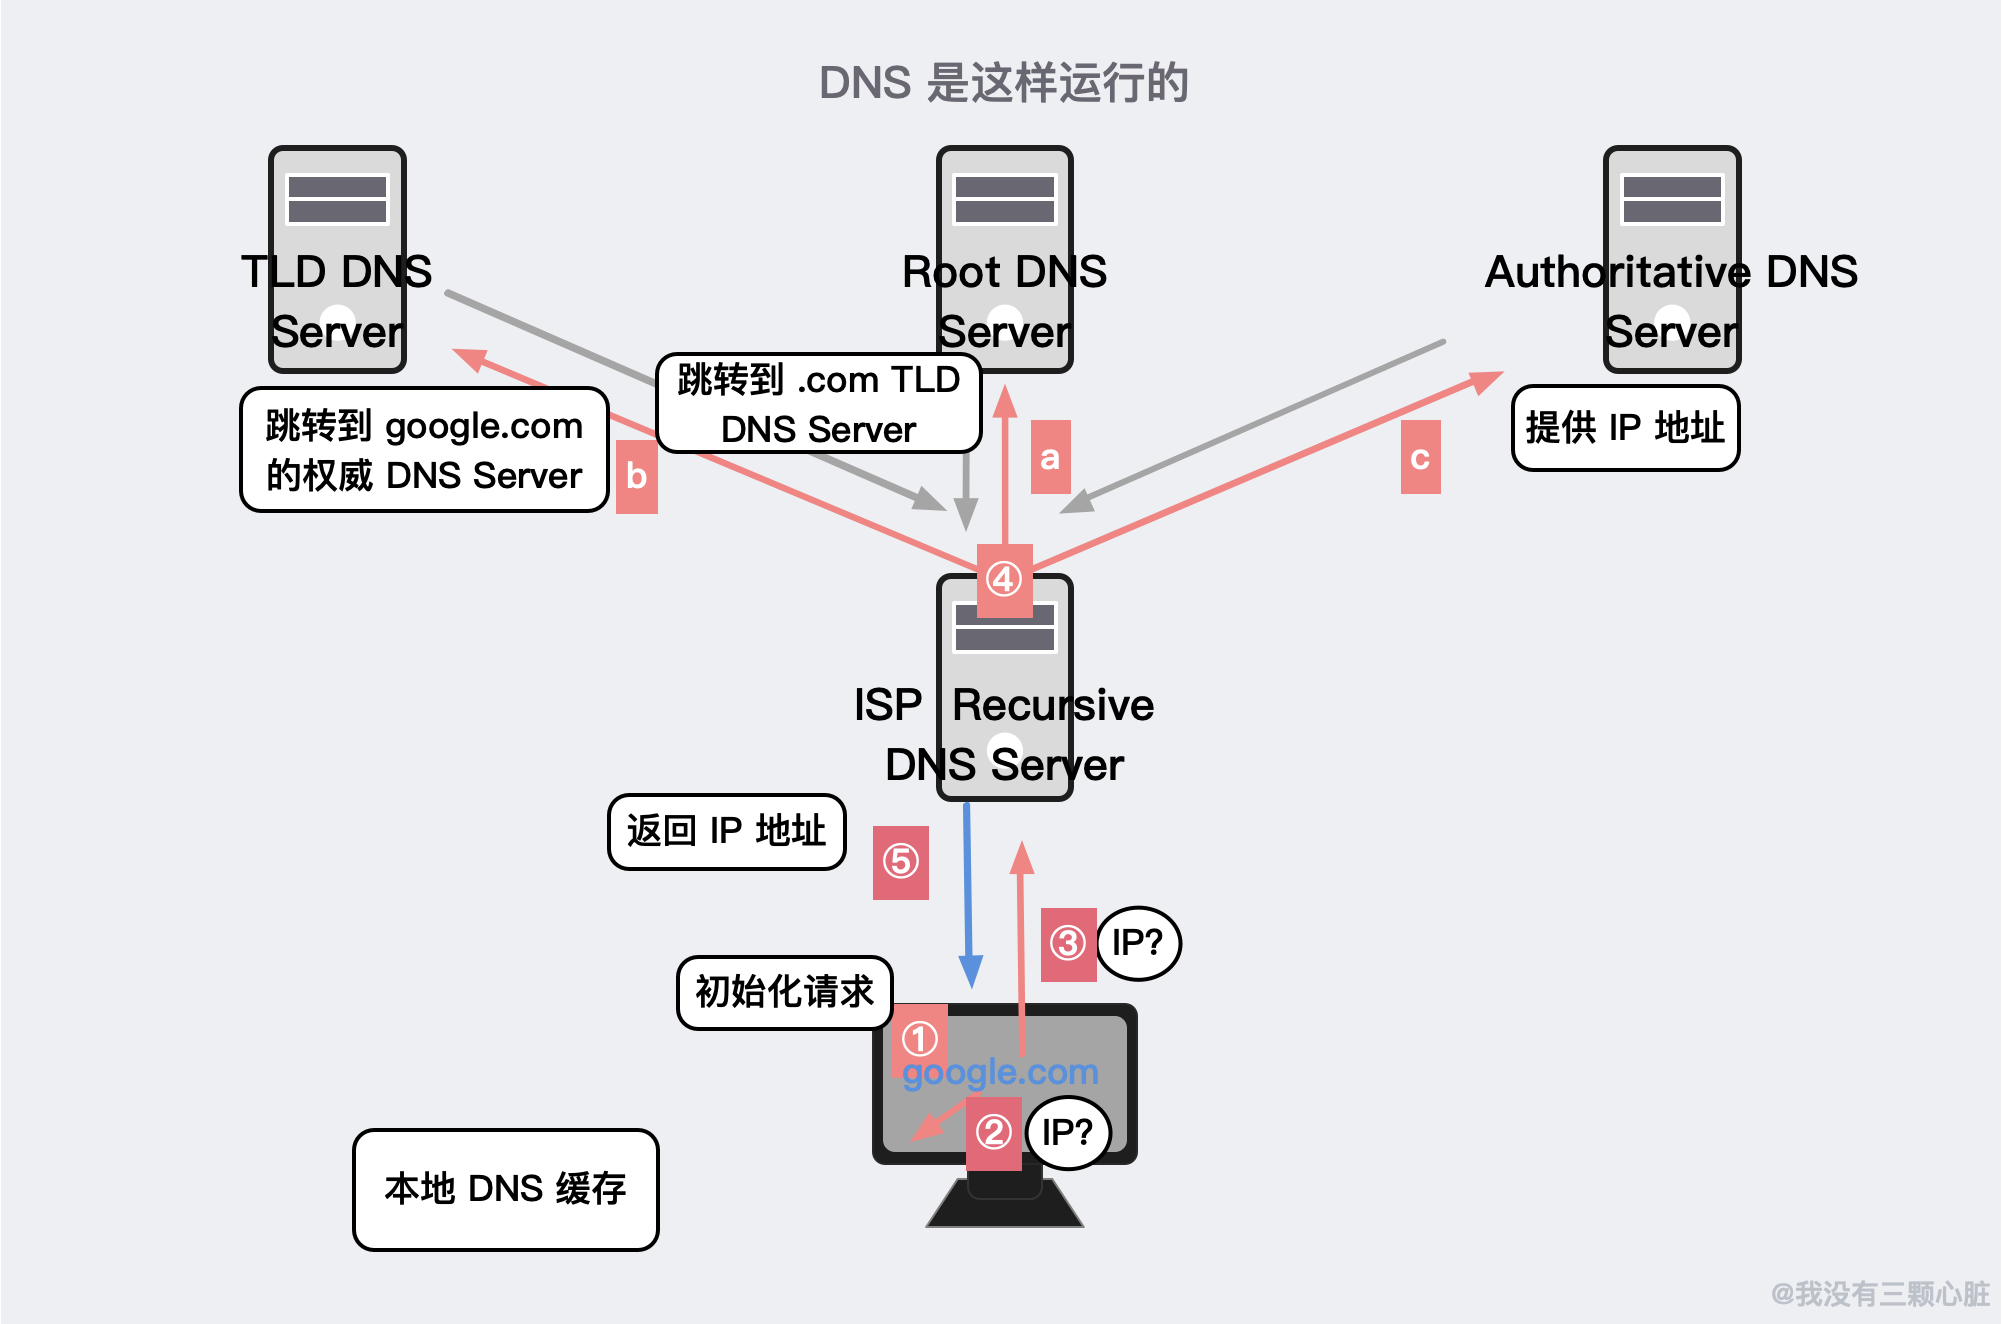 DNS 是这样运行的
TLD DNS
Server
Root DNS
Server
Authoritative DNS
Server
跳转到 .com TLD
DNS Server
跳转到 google.com
的权威 DNS Server
提供 IP 地址
b
a
c
④
ISP Recursive
DNS Server
返回 IP 地址
⑤
③
IP?
初始化请求
①
google.com
②
IP?
本地 DNS 缓存
@我没有三颗心脏